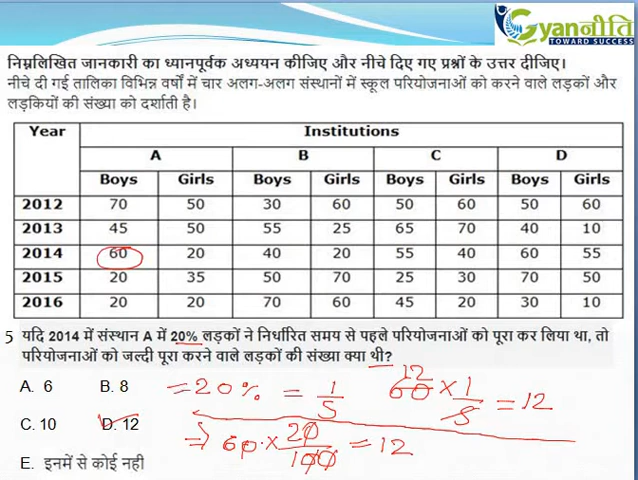 Gyanनीति
TOWARD SUCCESS
निम्नलिखित जानकारी का ध्यानपूर्वक अध्ययन कीजिए और नीचे दिए गए प्रश्नों के उत्तर दीजिए।
नीचे दी गई तालिका विभिन्न वर्षों में चार अलग-अलग संस्थानों में स्कूल परियोजनाओं को करने वाले लड़कों और
लड़कियों की संख्या को दर्शाती है।
Year Institutions
A B C D
Boys Girls Boys Girls Boys Girls Boys Girls
2012 70 50 30 60 50 60 50 60
2013 45 50 55 25 65 70 40 10
2014 60 20 40 20 55 40 60 55
2015 20 35 50 70 25 30 70 50
2016 20 20 70 60 45 20 30 10
5 यदि 2014 में संस्थान A में 20% लड़कों ने निर्धारित समय से पहले परियोजनाओं को पूरा कर लिया था, तो
परियोजनाओं को जल्दी पूरा करने वाले लड़कों की संख्या क्या थी?
A. 6 B. 8
C. 10 D. 12
E. इनमें से कोई नही
= 20% = 1/5
12
60 × 1/5 = 12
⇒ 60 × 20/100 = 12